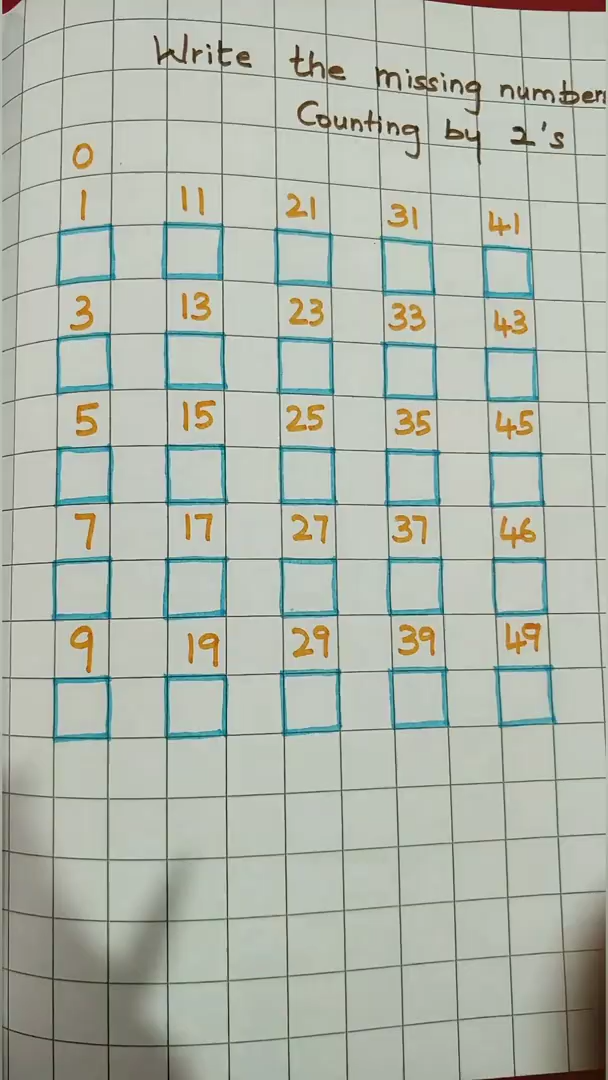 Write the missing number
Counting by 2's
0
1 11 21 31 41
3 13 23 33 43
5 15 25 35 45
7 17 27 37 46
9 19 29 39 49